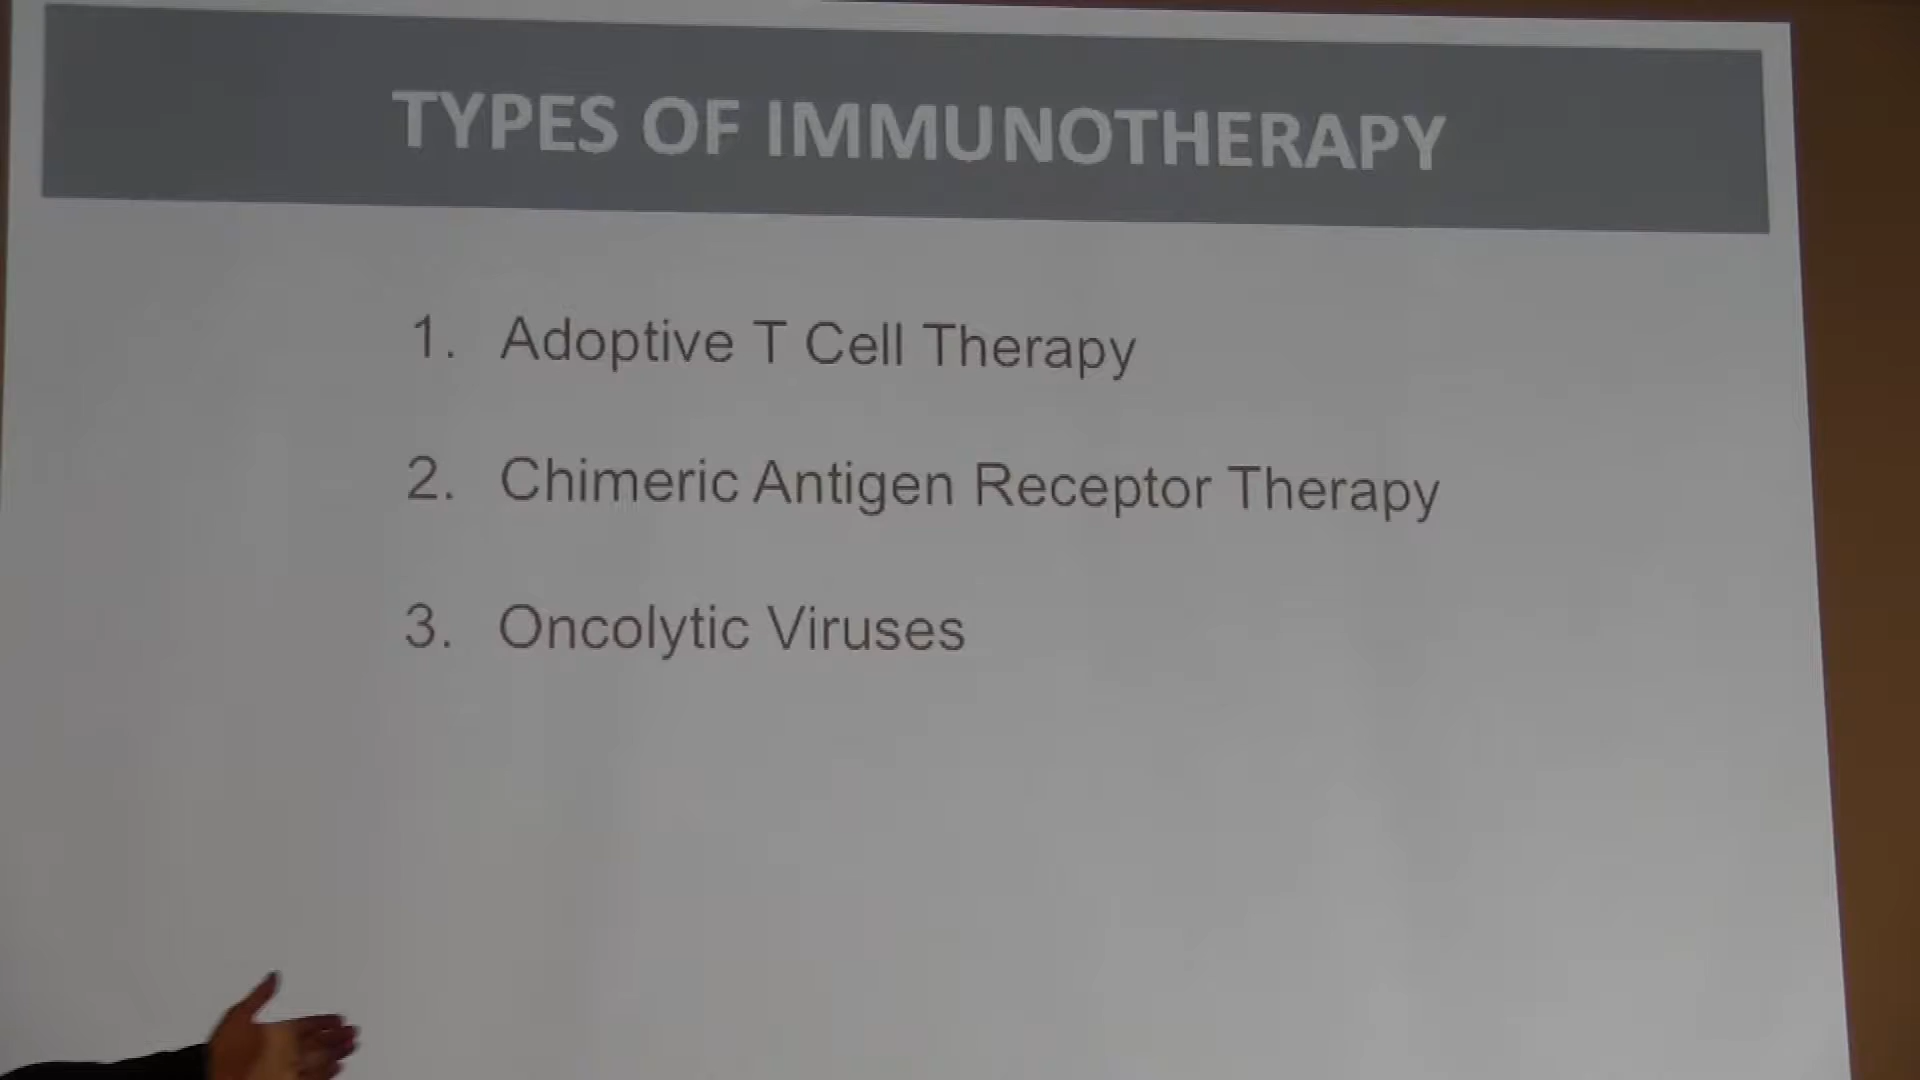 TYPES OF IMMUNOTHERAPY
1. Adoptive T Cell Therapy
2. Chimeric Antigen Receptor Therapy
3. Oncolytic Viruses